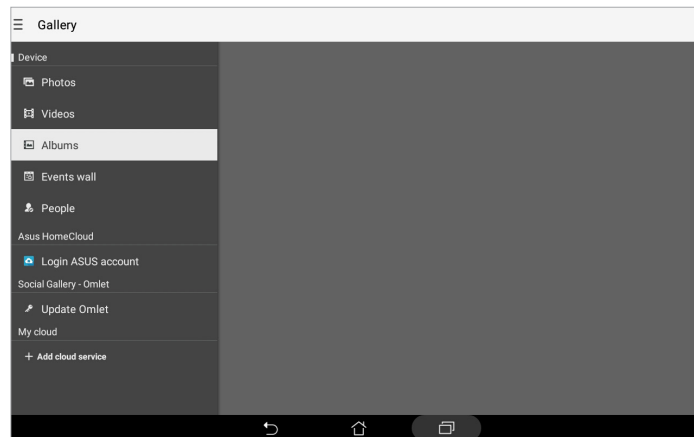 Gallery
Device
Photos
Videos
Albums
Events wall
People
Asus HomeCloud
Login ASUS account
Social Gallery - Omlet
Update Omlet
My cloud
+ Add cloud service